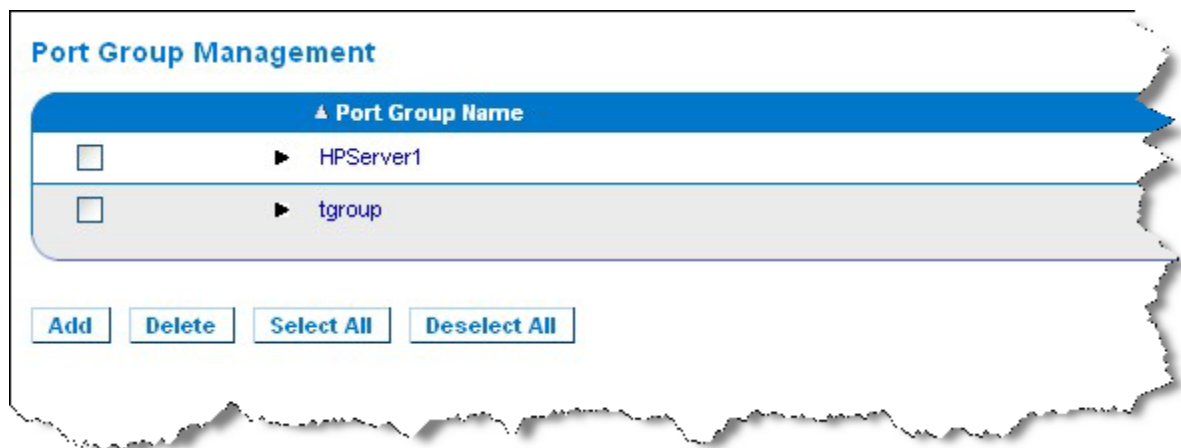 Port Group Management
Port Group Name
HPServer1
tgroup
Add Delete Select All Deselect All